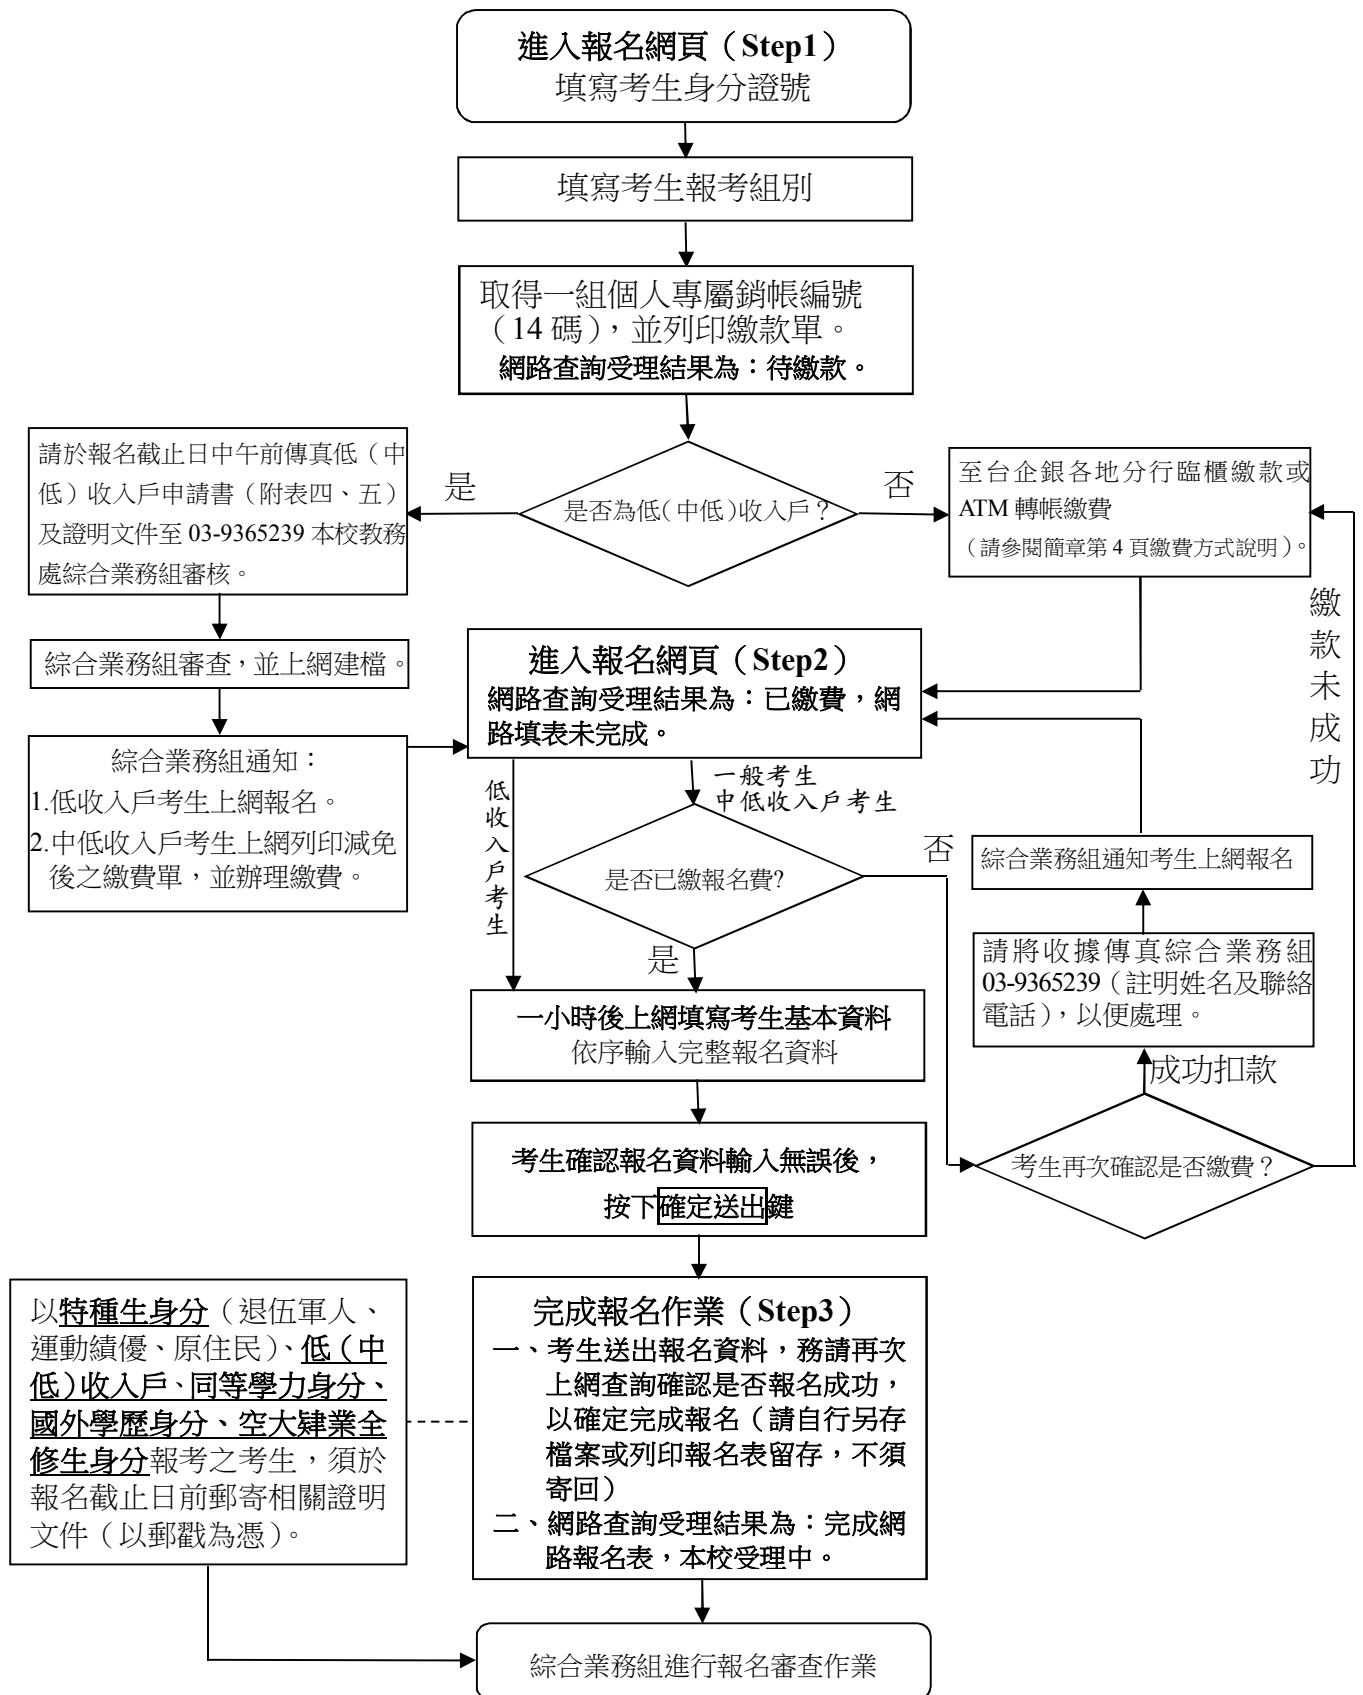 進入報名網頁（Step1）
填寫考生身分證號
填寫考生報考組別
取得一組個人專屬銷帳編號
（14 碼），並列印繳款單。
網路查詢受理結果為：待繳款。
是否為低（中低）收入戶？
是
否
請於報名截止日中午前傳真低（中
低）收入戶申請書（附表四、五）
及證明文件至 03-9365239 本校教務
處綜合業務組審核。
至台企銀各地分行臨櫃繳款或
ATM 轉帳繳費
（請參閱簡章第 4 頁繳費方式說明）。
繳款未成功
綜合業務組審查，並上網建檔。
進入報名網頁（Step2）
網路查詢受理結果為：已繳費，網
路填表未完成。
綜合業務組通知：
1.低收入戶考生上網報名。
2.中低收入戶考生上網列印減免
後之繳費單，並辦理繳費。
低收入戶考生
一般考生
中低收入戶考生
是否已繳報名費?
否
是
綜合業務組通知考生上網報名
請將收據傳真綜合業務組
03-9365239（註明姓名及聯絡
電話），以便處理。
成功扣款
考生再次確認是否繳費？
一小時後上網填寫考生基本資料
依序輸入完整報名資料
考生確認報名資料輸入無誤後，
按下確定送出鍵
以特種生身分（退伍軍人、
運動績優、原住民）、低（中
低）收入戶、同等學力身分、
國外學歷身分、空大肄業全
修生身分報考之考生，須於
報名截止日前郵寄相關證明
文件（以郵戳為憑）。
完成報名作業（Step3）
一、考生送出報名資料，務請再次
上網查詢確認是否報名成功，
以確定完成報名（請自行另存
檔案或列印報名表留存，不須
寄回）
二、網路查詢受理結果為：完成網
路報名表，本校受理中。
綜合業務組進行報名審查作業